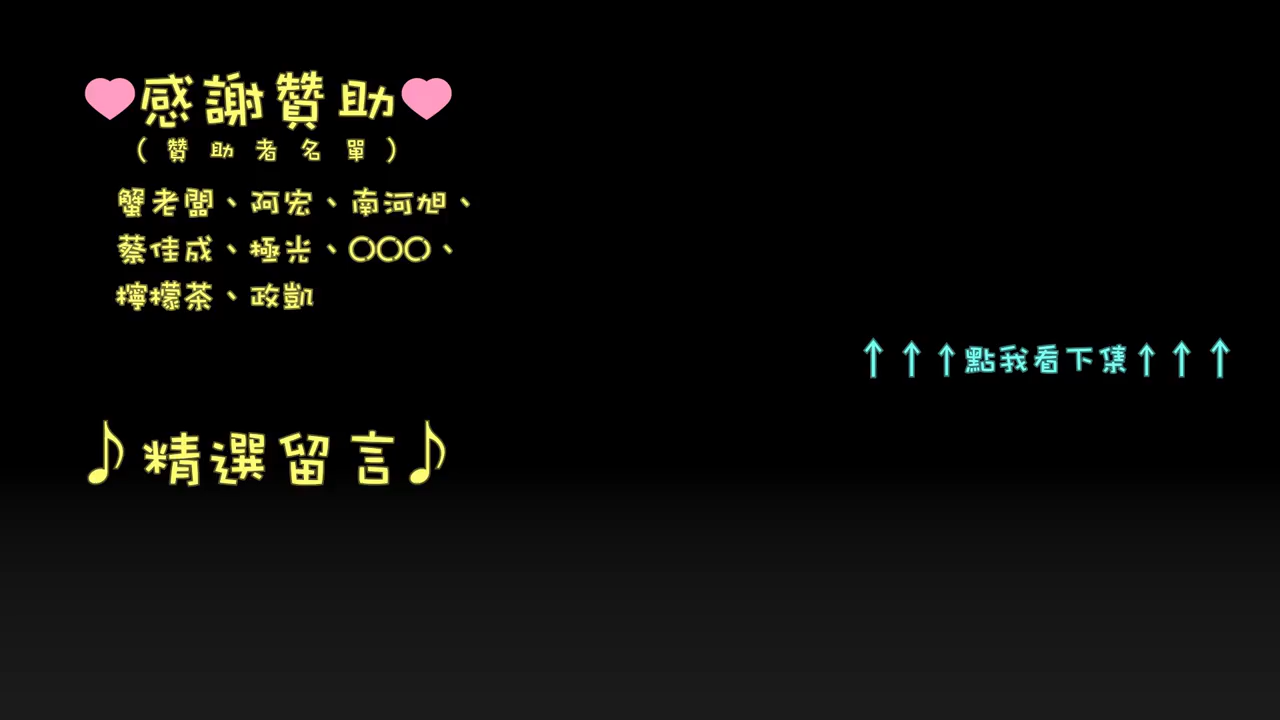 感謝贊助
（贊助者名單）
蟹老闆、阿宏、南河旭、
蔡佳成、極光、〇〇〇、
檸檬茶、政凱
↑↑↑點我看下集↑↑↑
♪精選留言♪